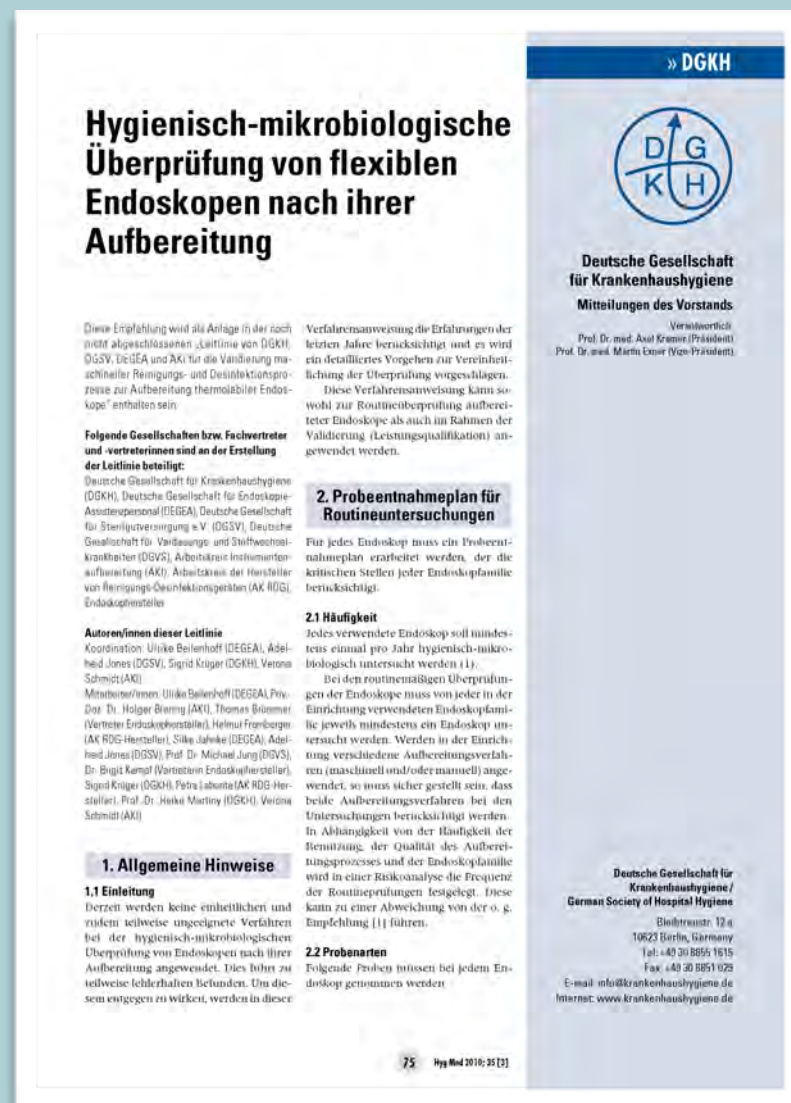 » DGKH
Hygienisch-mikrobiologische
Überprüfung von flexiblen
Endoskopen nach ihrer
Aufbereitung
Diese Empfehlung wird als Anlage in der noch
nicht abgeschlossenen „Leitlinie von DGKH,
DGSV, DEGEA und AKI für die Validierung ma-
schineller Reinigungs- und Desinfektionspro-
zesse zur Aufbereitung thermolabiler Endos-
kope" enthalten sein.
Folgende Gesellschaften bzw. Fachvertreter
und -vertreterinnen sind an der Erstellung
der Leitlinie beteiligt:
Deutsche Gesellschaft für Krankenhaushygiene
(DGKH), Deutsche Gesellschaft für Endoskopie-
Assistenzpersonal (DEGEA), Deutsche Gesellschaft
für Sterilgutversorgung e.V. (DGSV), Deutsche
Gesellschaft für Verdauungs- und Stoffwechsel-
krankheiten (DGVS), Arbeitskreis Instrumenten-
aufbereitung (AKI), Arbeitskreis der Hersteller
von Reinigungs-Desinfektionsgeräten (AK RDG),
Endoskophersteller
Autoren/innen dieser Leitlinie
Koordination: Ulrike Beilenhoff (DEGEA), Adel-
heid Jones (DGSV), Sigrid Krüger (DGKH), Verona
Schmidt (AKI)
Mitarbeiter/innen: Ulrike Beilenhoff (DEGEA), Priv.-
Doz. Dr. Holger Biering (AKI), Thomas Brümmer
(Vertreter Endoskophersteller), Helmut Framberger
(AK RDG-Hersteller), Silke Jahnke (DEGEA), Adel-
heid Jones (DGSV), Prof. Dr. Michael Jung (DGVS),
Dr. Birgit Kampf (Vertreterin Endoskophersteller),
Sigrid Krüger (DGKH), Petra Labonte (AK RDG-Her-
steller), Prof. Dr. Heike Martiny (DGKH), Verona
Schmidt (AKI)
1. Allgemeine Hinweise
1.1 Einleitung
Derzeit werden keine einheitlichen und
zudem teilweise ungeeignete Verfahren
bei der hygienisch-mikrobiologischen
Überprüfung von Endoskopen nach ihrer
Aufbereitung angewendet. Dies führt zu
teilweise fehlerhaften Befunden. Um die-
sem entgegen zu wirken, werden in dieser
Verfahrensanweisung die Erfahrungen der
letzten Jahre berücksichtigt und es wird
ein detailliertes Vorgehen zur Vereinheit-
lichung der Überprüfung vorgeschlagen.
Diese Verfahrensanweisung kann so-
wohl zur Routineüberprüfung aufberei-
teter Endoskope als auch im Rahmen der
Validierung (Leistungsqualifikation) an-
gewendet werden.
2. Probeentnahmeplan für
Routineuntersuchungen
Für jedes Endoskop muss ein Probeent-
nahmeplan erarbeitet werden, der die
kritischen Stellen jeder Endoskopfamilie
berücksichtigt.
2.1 Häufigkeit
Jedes verwendete Endoskop soll mindes-
tens einmal pro Jahr hygienisch-mikro-
biologisch untersucht werden (1).
Bei den routinemäßigen Überprüfun-
gen der Endoskope muss von jeder in der
Einrichtung verwendeten Endoskopfami-
lie jeweils mindestens ein Endoskop un-
tersucht werden. Werden in der Einrich-
tung verschiedene Aufbereitungsverfah-
ren (maschinell und/oder manuell) ange-
wendet, so muss sicher gestellt sein, dass
beide Aufbereitungsverfahren bei den
Untersuchungen berücksichtigt werden.
In Abhängigkeit von der Häufigkeit der
Benutzung, der Qualität des Aufberei-
tungsprozesses und der Endoskopfamilie
wird in einer Risikoanalyse die Frequenz
der Routineprüfungen festgelegt. Diese
kann zu einer Abweichung von der o. g.
Empfehlung [1] führen.
2.2 Probenarten
Folgende Proben müssen bei jedem En-
doskop genommen werden
D G
K H
Deutsche Gesellschaft
für Krankenhaushygiene
Mitteilungen des Vorstands
Verantwortlich:
Prof. Dr. med. Axel Kramer (Präsident)
Prof. Dr. med. Martin Exner (Vize-Präsident)
Deutsche Gesellschaft für
Krankenhaushygiene /
German Society of Hospital Hygiene
Bleibtreustr. 12 a
10623 Berlin, Germany
Tel: +49 30 8855 1615
Fax: +49 30 8851 029
E-mail: info@krankenhaushygiene.de
Internet: www.krankenhaushygiene.de
75 Hyg Med 2010; 35 [3]